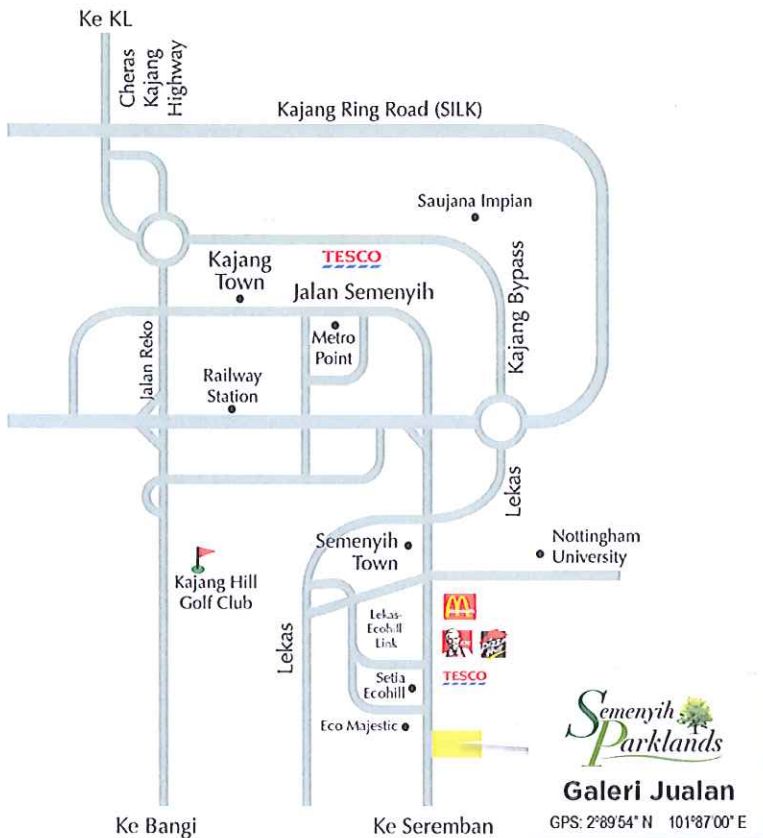 Ke KL
Cheras
Kajang
Highway
Kajang Ring Road (SILK)
Saujana Impian
TESCO
Kajang
Town
Jalan Semenyih
Kajang Bypass
Metro
Point
Jalan Reko
Railway
Station
Lekas
Semenyih
Town
Nottingham
University
Kajang Hill
Golf Club
Lekas
Lekas-
Ecohill
Link
TESCO
Setia
Ecohill
Eco Majestic
Semenyih
Parklands
Galeri Jualan
GPS: 2°89'54" N 101°87'00" E
Ke Bangi
Ke Seremban